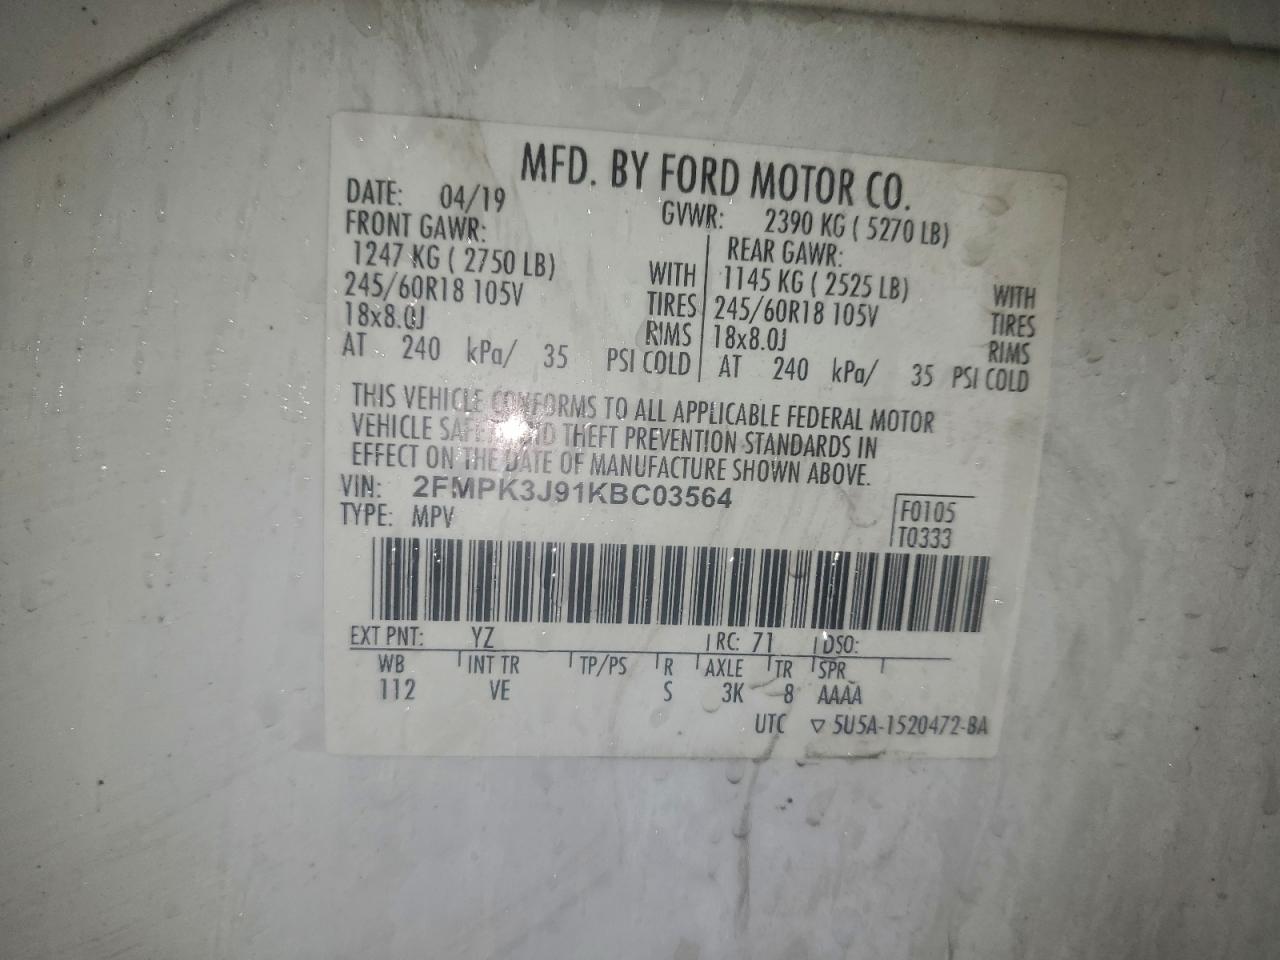 MFD. BY FORD MOTOR CO.
DATE: 04/19 GVWR: 2390 KG ( 5270 LB)
FRONT GAWR: REAR GAWR:
1247 KG ( 2750 LB) WITH 1145 KG ( 2525 LB) WITH
245/60R18 105V TIRES 245/60R18 105V TIRES
18x8.0J RIMS 18x8.0J RIMS
AT 240 kPa/ 35 PSI COLD AT 240 kPa/ 35 PSI COLD
THIS VEHICLE CONFORMS TO ALL APPLICABLE FEDERAL MOTOR
VEHICLE SAFETY AND THEFT PREVENTION STANDARDS IN
EFFECT ON THE DATE OF MANUFACTURE SHOWN ABOVE.
VIN: 2FMPK3J91KBC03564
TYPE: MPV
F0105
T0333
EXT PNT: YZ RC: 71 DSO:
WB INT TR TP/PS R AXLE TR SPR
112 VE S 3K 8 AAAA
UTC ▽ 5U5A-1520472-BA